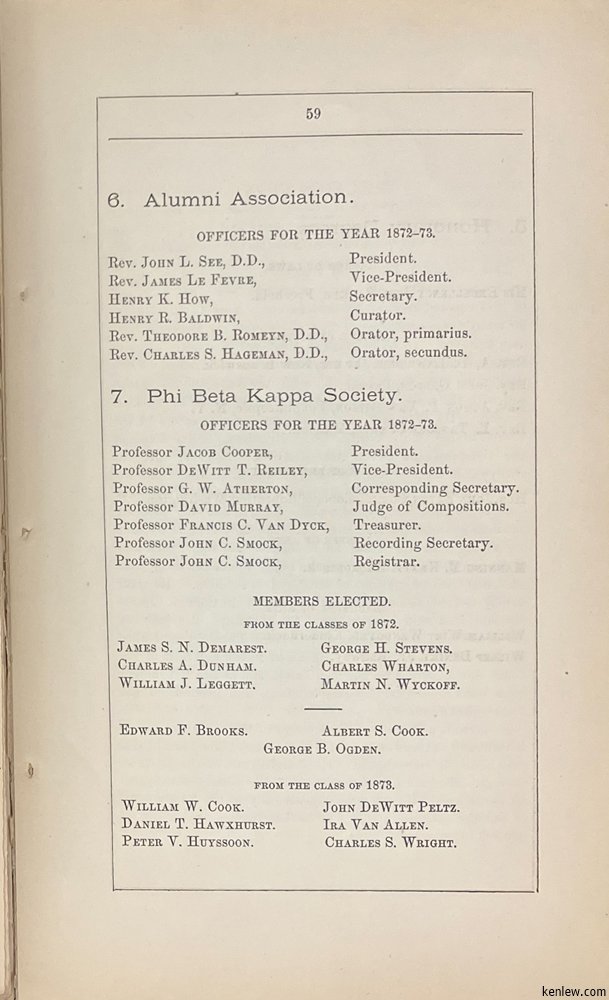 59
6. Alumni Association.
OFFICERS FOR THE YEAR 1872–73.
Rev. John L. See, D.D., President.
Rev. James Le Fevre, Vice-President.
Henry K. How, Secretary.
Henry R. Baldwin, Curator.
Rev. Theodore B. Romeyn, D.D., Orator, primarius.
Rev. Charles S. Hageman, D.D., Orator, secundus.
7. Phi Beta Kappa Society.
OFFICERS FOR THE YEAR 1872–73.
Professor Jacob Cooper, President.
Professor DeWitt T. Reiley, Vice-President.
Professor G. W. Atherton, Corresponding Secretary.
Professor David Murray, Judge of Compositions.
Professor Francis C. Van Dyck, Treasurer.
Professor John C. Smock, Recording Secretary.
Professor John C. Smock, Registrar.
MEMBERS ELECTED.
FROM THE CLASSES OF 1872.
James S. N. Demarest. George H. Stevens.
Charles A. Dunham. Charles Wharton,
William J. Leggett. Martin N. Wyckoff.
Edward F. Brooks. Albert S. Cook.
George B. Ogden.
FROM THE CLASS OF 1873.
William W. Cook. John DeWitt Peltz.
Daniel T. Hawxhurst. Ira Van Allen.
Peter V. Huyssoon. Charles S. Wright.
kenlew.com